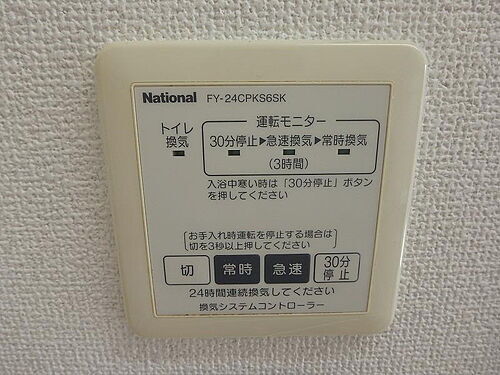 National FY-24CPKS6SK
運転モニター
トイレ
換気
30分停止▶急速換気▶常時換気
(3時間)
入浴中寒い時は「30分停止」ボタン
を押してください
お手入れ時運転を停止する場合は
切を3秒以上押してください
切 常時 急速 30分
停止
24時間連続換気してください
換気システムコントローラー